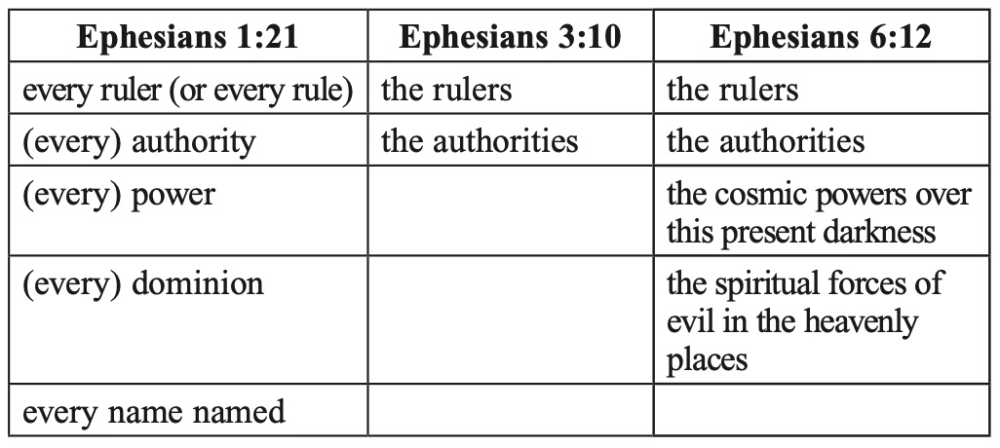 Ephesians 1:21 Ephesians 3:10 Ephesians 6:12
every ruler (or every rule) the rulers the rulers
(every) authority the authorities the authorities
(every) power the cosmic powers over
this present darkness
(every) dominion the spiritual forces of
evil in the heavenly
places
every name named